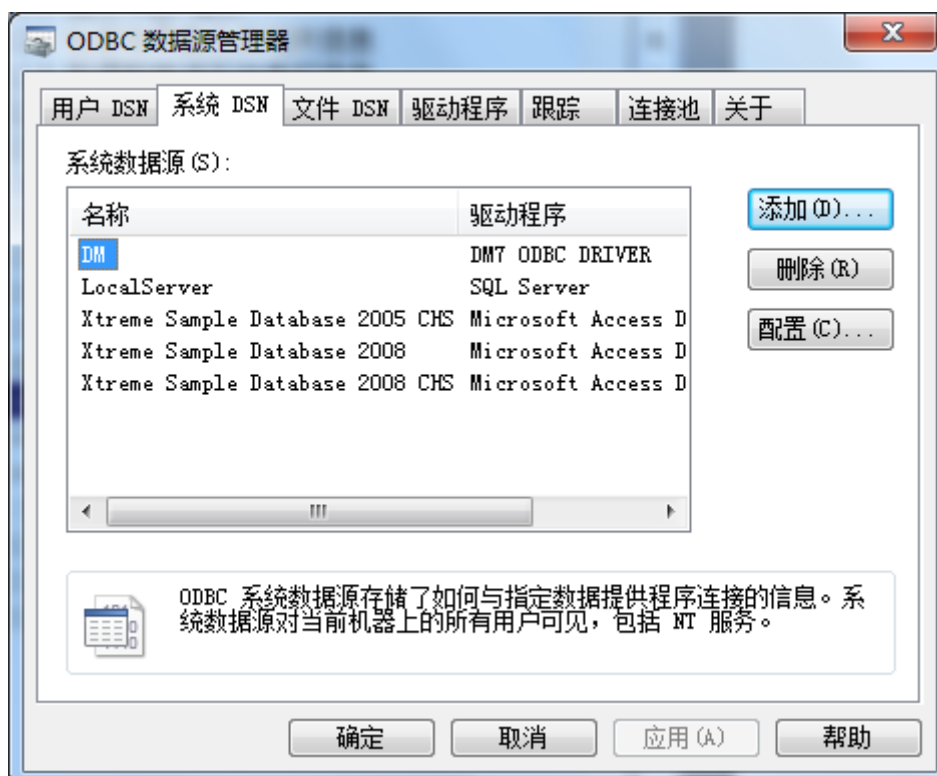 ODBC 数据源管理器
用户 DSN 系统 DSN 文件 DSN 驱动程序 跟踪 连接池 关于
系统数据源(S):
名称 驱动程序
DM DM7 ODBC DRIVER
LocalServer SQL Server
Xtreme Sample Database 2005 CHS Microsoft Access D
Xtreme Sample Database 2008 Microsoft Access D
Xtreme Sample Database 2008 CHS Microsoft Access D
添加(D)...
删除(R)
配置(C)...
ODBC 系统数据源存储了如何与指定数据提供程序连接的信息。系
统数据源对当前机器上的所有用户可见,包括 NT 服务。
确定 取消 应用(A) 帮助